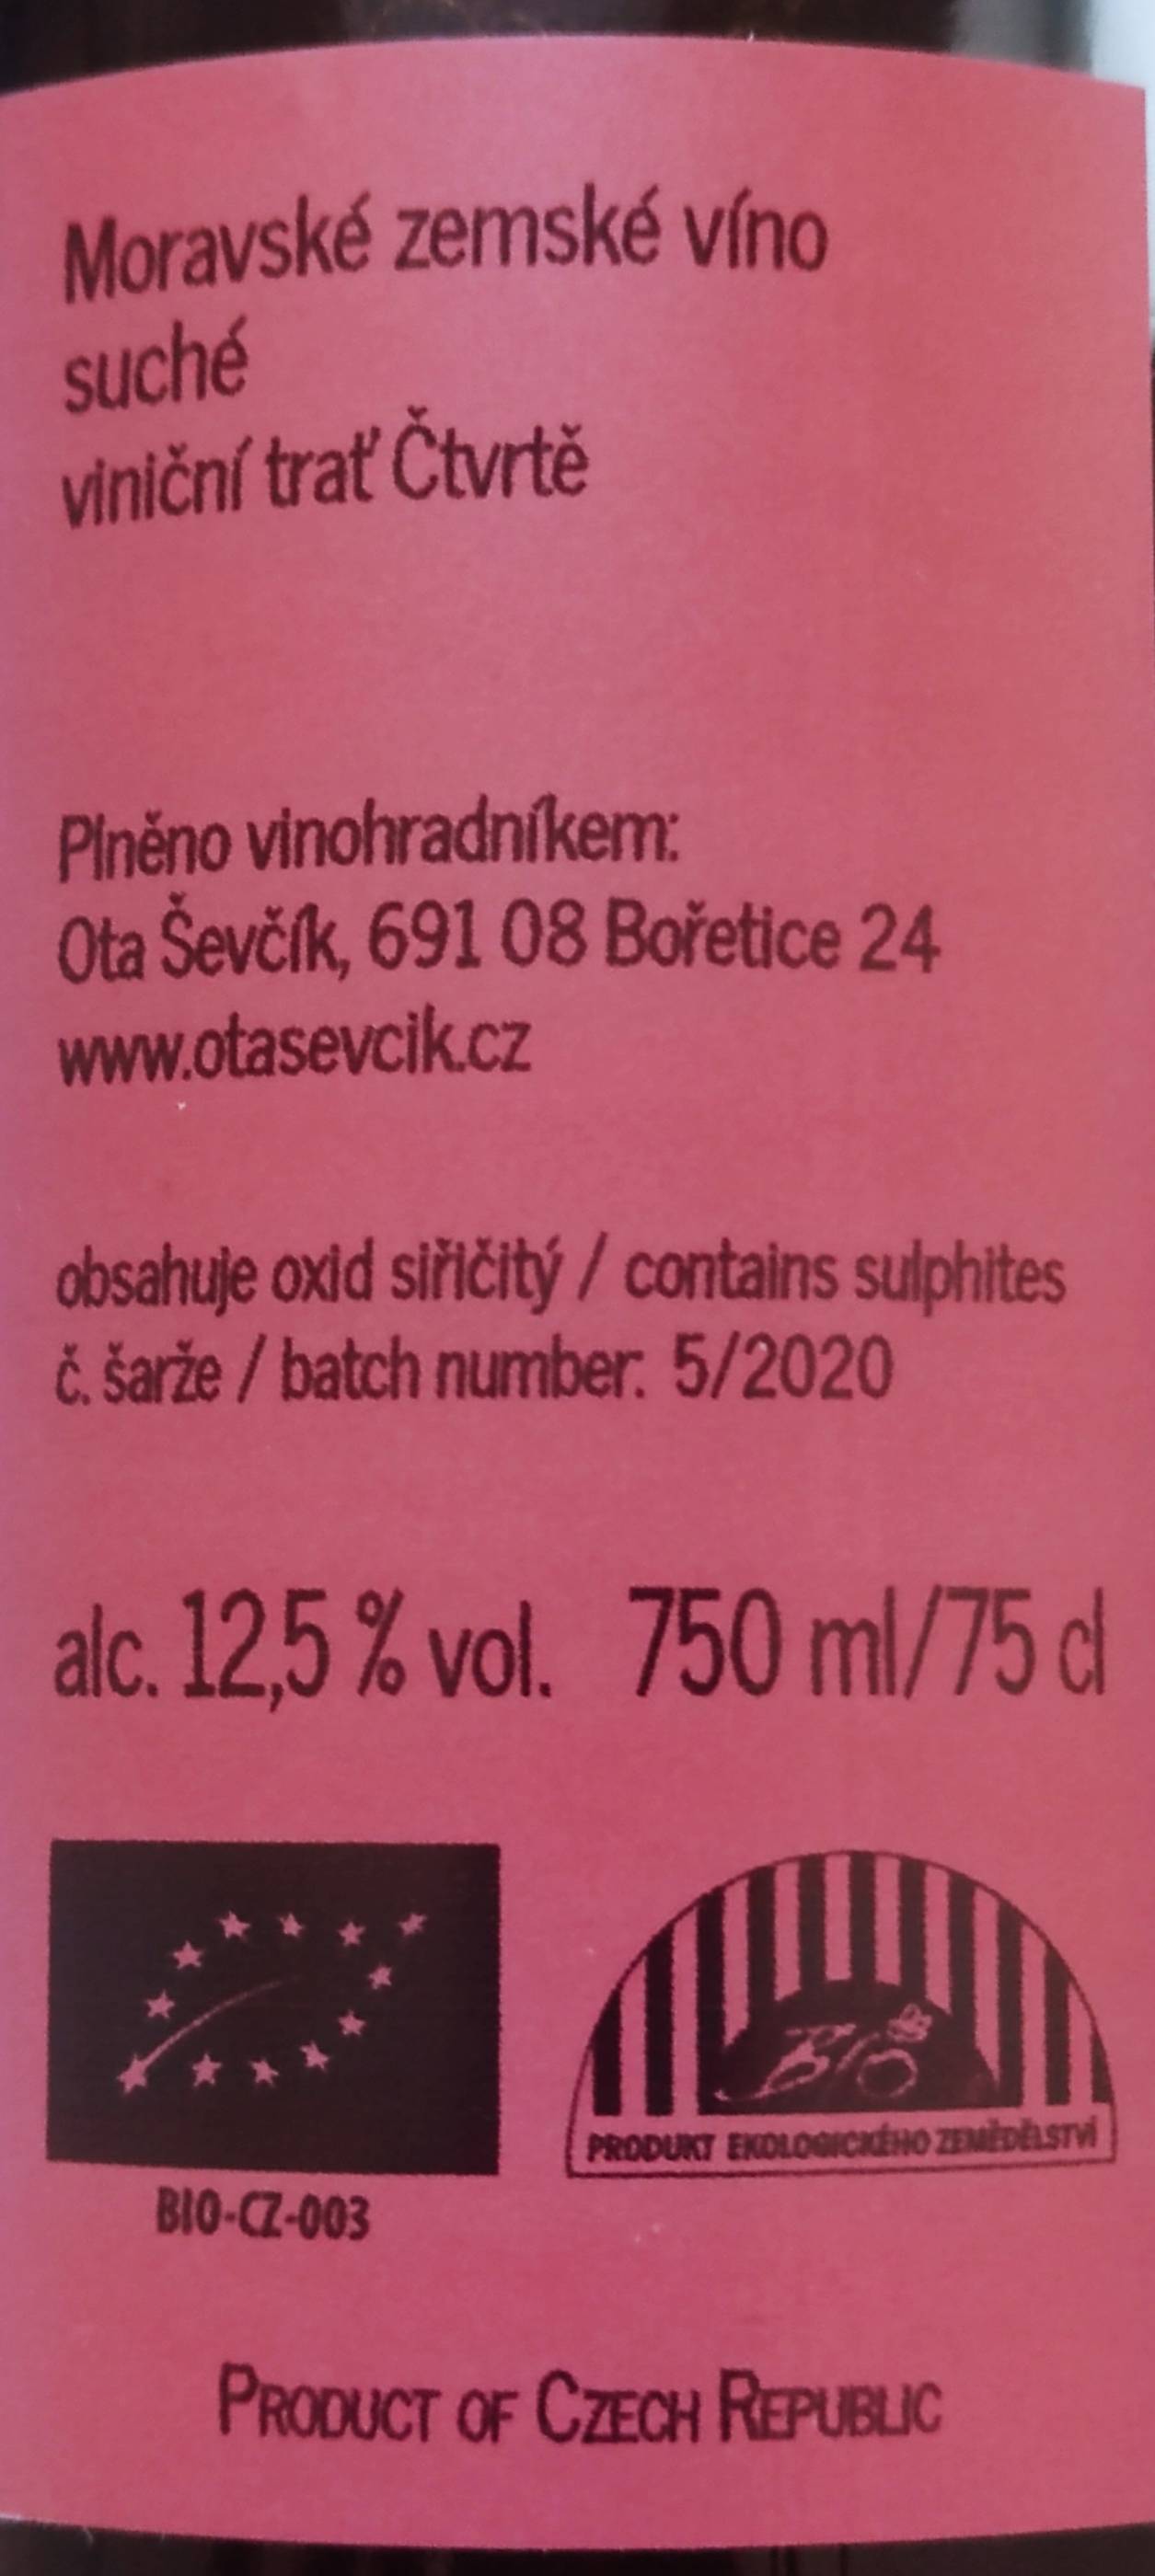 Moravské zemské víno
suché
viniční trať Čtvrtě
Plněno vinohradníkem:
Ota Ševčík, 691 08 Bořetice 24
www.otasevcik.cz
obsahuje oxid siřičitý / contains sulphites
č. šarže / batch number: 5/2020
alc. 12,5 % vol. 750 ml/75 cl
BIO
PRODUKT EKOLOGICKÉHO ZEMĚDĚLSTVÍ
BIO-CZ-003
PRODUCT OF CZECH REPUBLIC